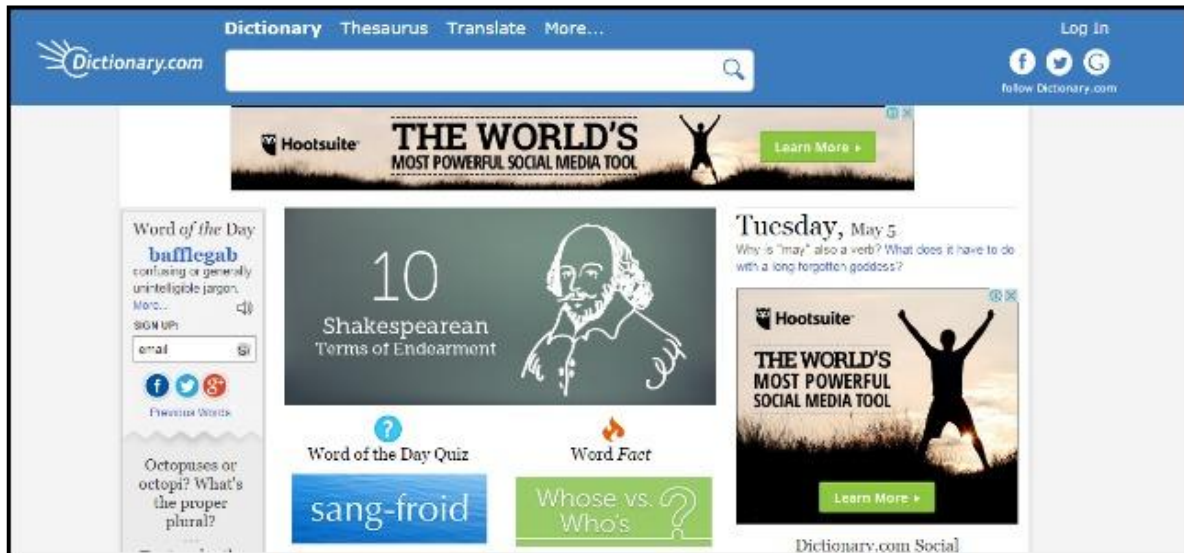 Dictionary Thesaurus Translate More...
Log In
Dictionary.com
follow Dictionary.com
Hootsuite
THE WORLD'S
MOST POWERFUL SOCIAL MEDIA TOOL
Learn More
Word of the Day
bafflegab
confusing or generally
unintelligible jargon.
More...
SIGN UP:
email
Previous Words
Octopuses or
octopi? What's
the proper
plural?
...
10
Shakespearean
Terms of Endearment
Word of the Day Quiz
sang-froid
Word Fact
Whose vs. ?
Who's
Tuesday, May 5
Why is "may" also a verb? What does it have to do
with a long forgotten goddess?
Hootsuite
THE WORLD'S
MOST POWERFUL
SOCIAL MEDIA TOOL
Learn More
Dictionary.com Social